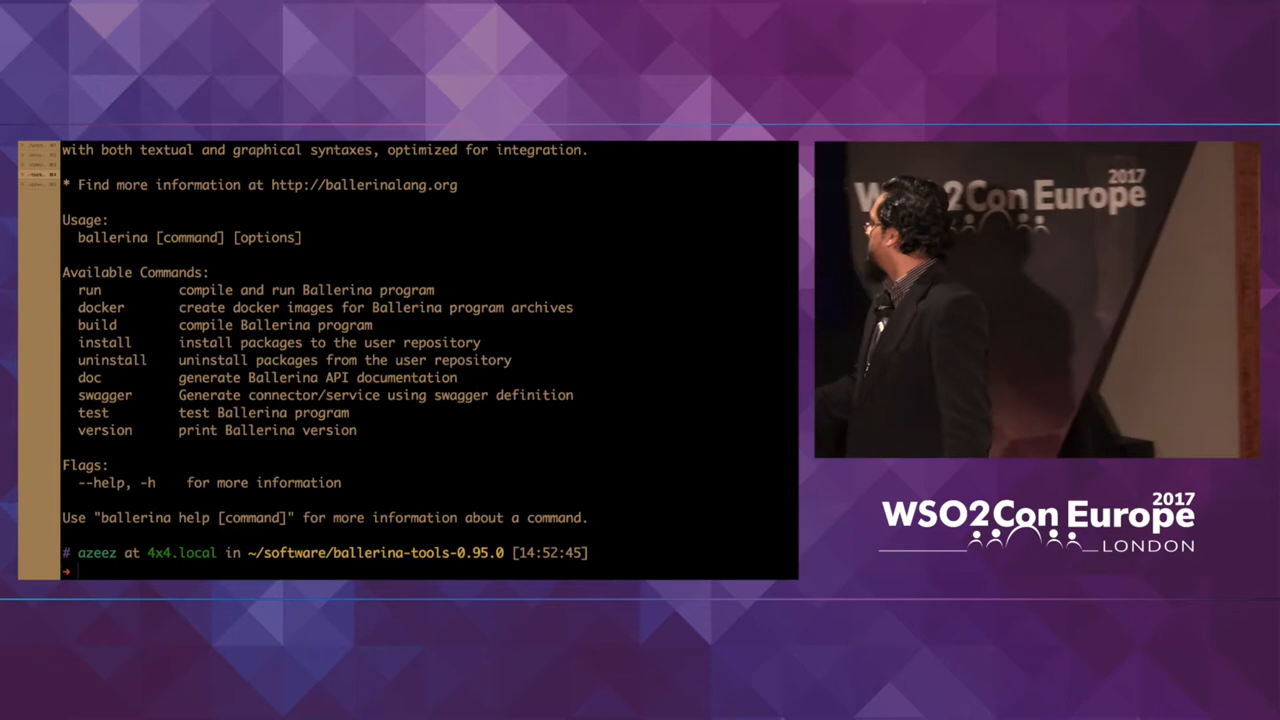 with both textual and graphical syntaxes, optimized for integration.
* Find more information at http://ballerinalang.org
Usage:
ballerina [command] [options]
Available Commands:
run compile and run Ballerina program
docker create docker images for Ballerina program archives
build compile Ballerina program
install install packages to the user repository
uninstall uninstall packages from the user repository
doc generate Ballerina API documentation
swagger Generate connector/service using swagger definition
test test Ballerina program
version print Ballerina version
Flags:
--help, -h for more information
Use "ballerina help [command]" for more information about a command.
# azeez at 4x4.local in ~/software/ballerina-tools-0.95.0 [14:52:45]
➜
2017
WSO2Con Europe
2017
WSO2Con Europe
LONDON